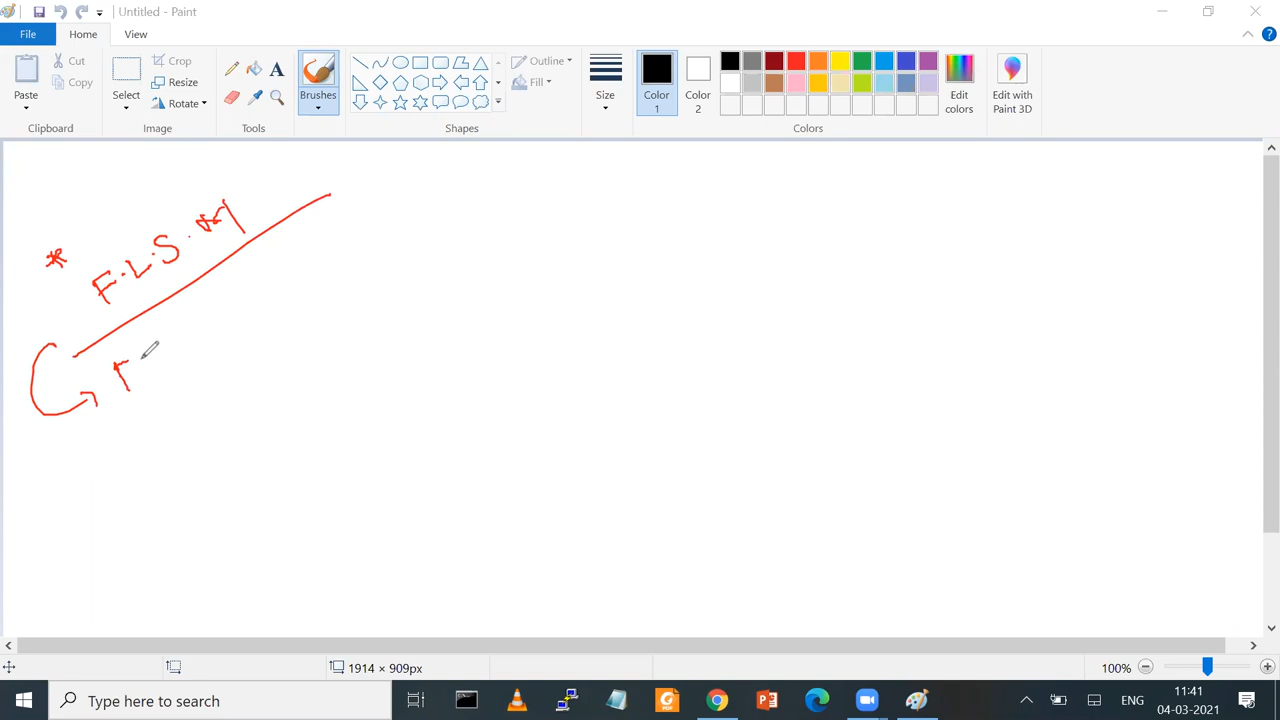 Untitled - Paint
File
Home
View
Paste
Cut
Copy
Clipboard
Select
Crop
Resize
Rotate
Image
Tools
Brushes
Shapes
Outline
Fill
Size
Color 1
Color 2
Edit colors
Colors
Edit with Paint 3D
* F.L.S.M
r
1914 × 909px
100%
Type here to search
ENG
11:41
04-03-2021